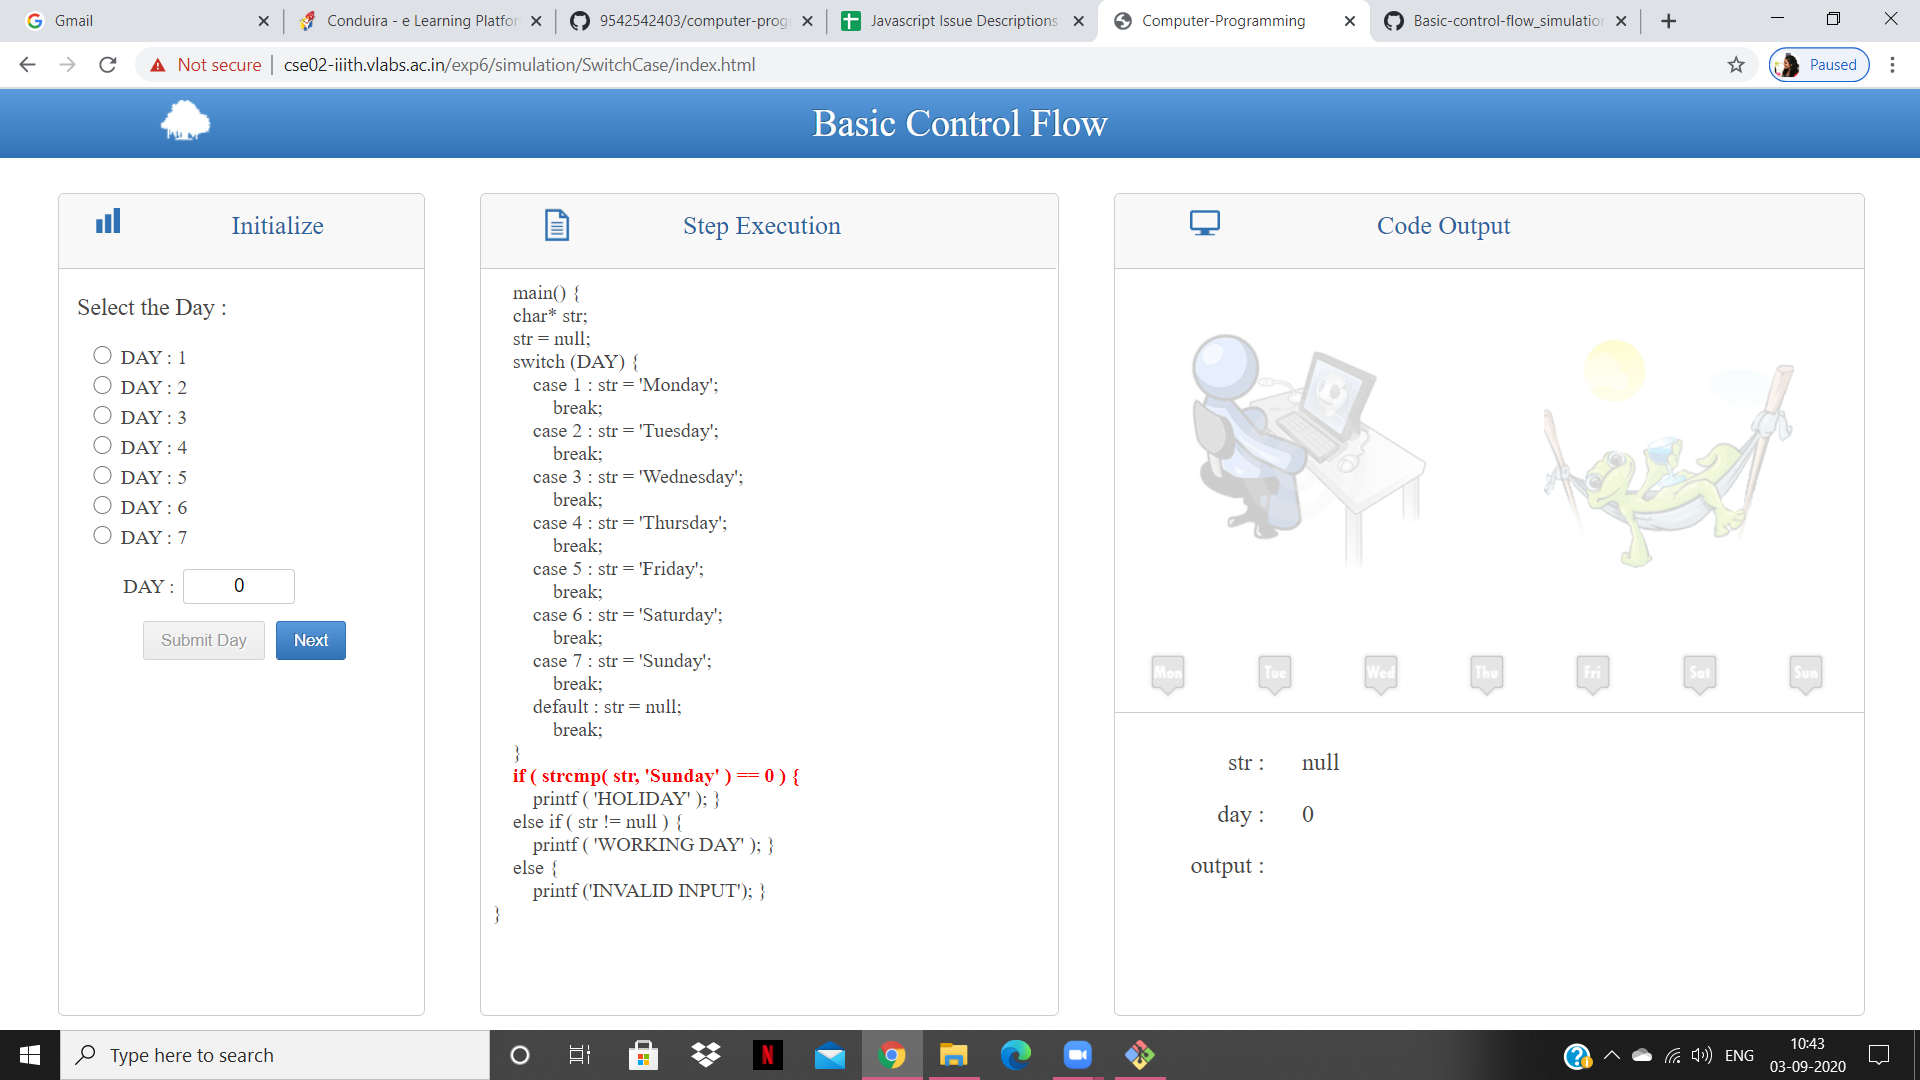 Gmail
Conduira - e Learning Platfor
9542542403/computer-prog
Javascript Issue Descriptions
Computer-Programming
Basic-control-flow_simulation
Not secure
cse02-iiith.vlabs.ac.in/exp6/simulation/SwitchCase/index.html
Paused
Basic Control Flow
Initialize
Select the Day :
DAY : 1
DAY : 2
DAY : 3
DAY : 4
DAY : 5
DAY : 6
DAY : 7
DAY : 0
Submit Day Next
Step Execution
main() {
char* str;
str = null;
switch (DAY) {
case 1 : str = 'Monday';
break;
case 2 : str = 'Tuesday';
break;
case 3 : str = 'Wednesday';
break;
case 4 : str = 'Thursday';
break;
case 5 : str = 'Friday';
break;
case 6 : str = 'Saturday';
break;
case 7 : str = 'Sunday';
break;
default : str = null;
break;
}
if ( strcmp( str, 'Sunday' ) == 0 ) {
printf ( 'HOLIDAY' ); }
else if ( str != null ) {
printf ( 'WORKING DAY' ); }
else {
printf ('INVALID INPUT'); }
}
Code Output
Mon Tue Wed Thu Fri Sat Sun
str : null
day : 0
output :
Type here to search
N
ENG
10:43
03-09-2020